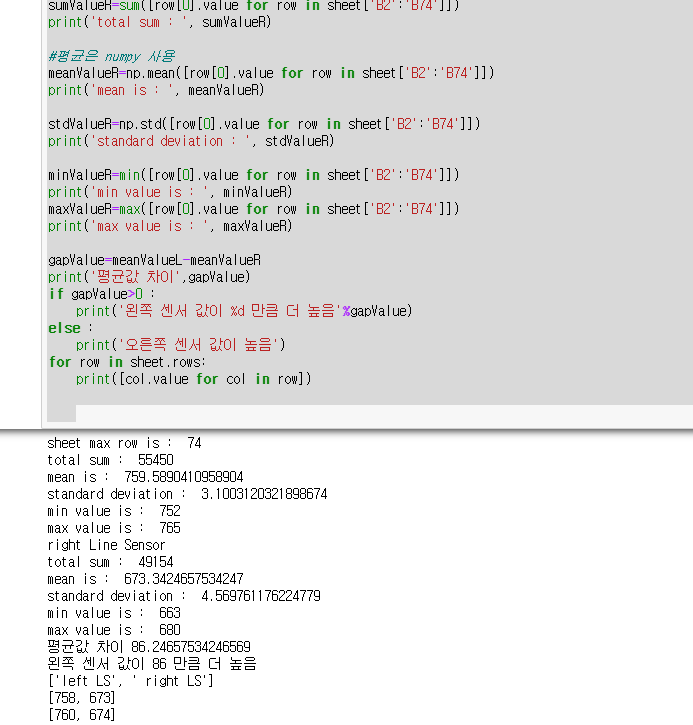 sumValueR=sum([row[0].value for row in sheet['B2':'B74']])
print('total sum : ', sumValueR)
#평균은 numpy 사용
meanValueR=np.mean([row[0].value for row in sheet['B2':'B74']])
print('mean is : ', meanValueR)
stdValueR=np.std([row[0].value for row in sheet['B2':'B74']])
print('standard deviation : ', stdValueR)
minValueR=min([row[0].value for row in sheet['B2':'B74']])
print('min value is : ', minValueR)
maxValueR=max([row[0].value for row in sheet['B2':'B74']])
print('max value is : ', maxValueR)
gapValue=meanValueL-meanValueR
print('평균값 차이',gapValue)
if gapValue>0 :
    print('왼쪽 센서 값이 %d 만큼 더 높음'%gapValue)
else :
    print('오른쪽 센서 값이 높음')
for row in sheet.rows:
    print([col.value for col in row])
sheet max row is :  74
total sum :  55450
mean is :  759.5890410958904
standard deviation :  3.1003120321898674
min value is :  752
max value is :  765
right Line Sensor
total sum :  49154
mean is :  673.3424657534247
standard deviation :  4.569761176224779
min value is :  663
max value is :  680
평균값 차이 86.24657534246569
왼쪽 센서 값이 86 만큼 더 높음
['left LS', ' right LS']
[758, 673]
[760, 674]